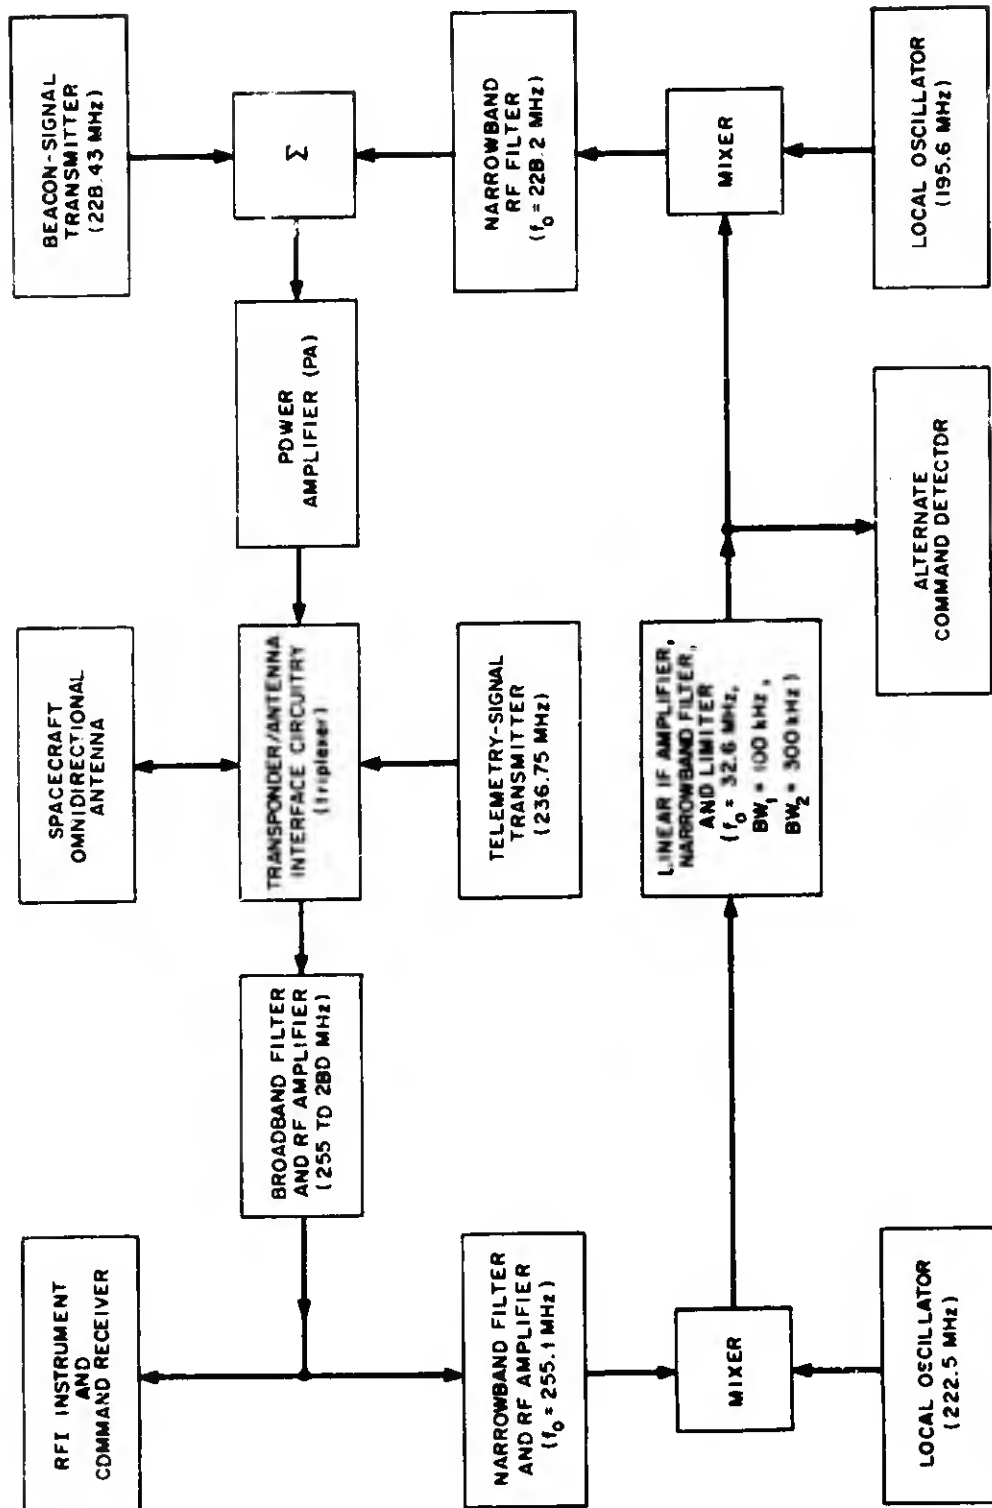 RFI INSTRUMENT
AND
COMMAND RECEIVER
SPACECRAFT
OMNIDIRECTIONAL
ANTENNA
BEACON-SIGNAL
TRANSMITTER
(228.43 MHz)
BROADBAND FILTER
AND RF AMPLIFIER
(255 TO 280 MHz)
TRANSPONDER/ANTENNA
INTERFACE CIRCUITRY
(triplexer)
POWER
AMPLIFIER (PA)
Σ
NARROWBAND FILTER
AND RF AMPLIFIER
(f₀ = 255.1 MHz)
TELEMETRY-SIGNAL
TRANSMITTER
(236.75 MHz)
NARROWBAND
RF FILTER
(f₀ = 228.2 MHz)
MIXER
LINEAR IF AMPLIFIER,
NARROWBAND FILTER,
AND LIMITER
(f₀ = 32.6 MHz,
BW₁ = 100 kHz,
BW₂ = 300 kHz)
MIXER
LOCAL OSCILLATOR
(222.5 MHz)
ALTERNATE
COMMAND DETECTOR
LOCAL OSCILLATOR
(195.6 MHz)